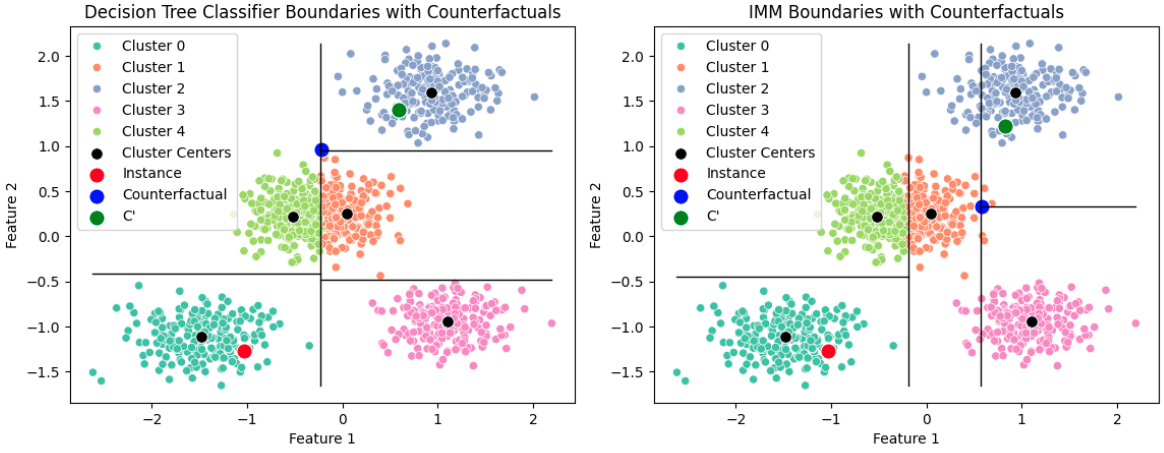 Decision Tree Classifier Boundaries with Counterfactuals
Cluster 0
Cluster 1
Cluster 2
Cluster 3
Cluster 4
Cluster Centers
Instance
Counterfactual
C'
Feature 2
2.0
1.5
1.0
0.5
0.0
−0.5
−1.0
−1.5
−2
−1
0
1
2
Feature 1
IMM Boundaries with Counterfactuals
Cluster 0
Cluster 1
Cluster 2
Cluster 3
Cluster 4
Cluster Centers
Instance
Counterfactual
C'
Feature 2
2.0
1.5
1.0
0.5
0.0
−0.5
−1.0
−1.5
−2
−1
0
1
2
Feature 1